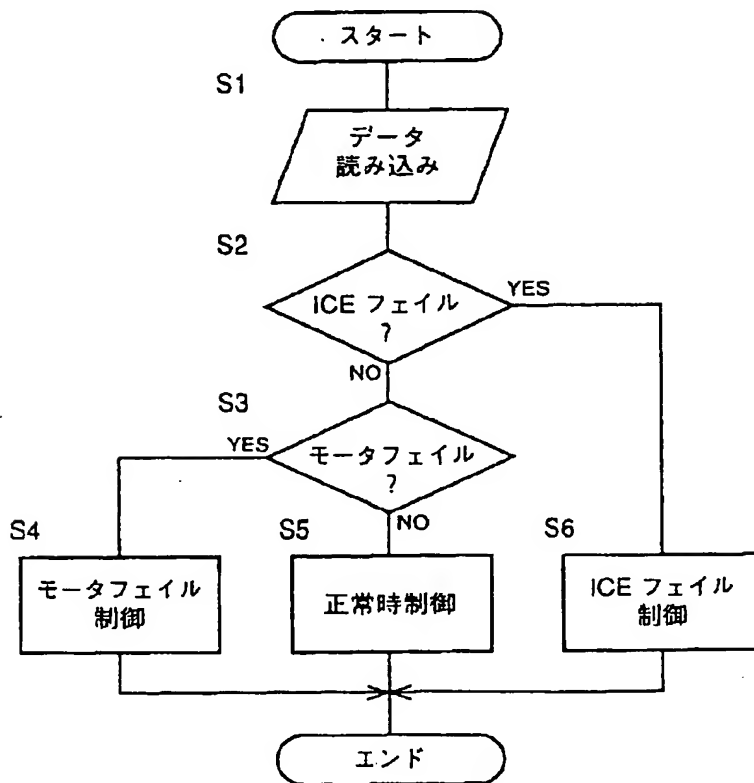 スタート
S1
データ
読み込み
S2
ICE フェイル
?
YES
NO
S3
YES
モータフェイル
?
NO
S4
モータフェイル
制御
S5
正常時制御
S6
ICE フェイル
制御
エンド